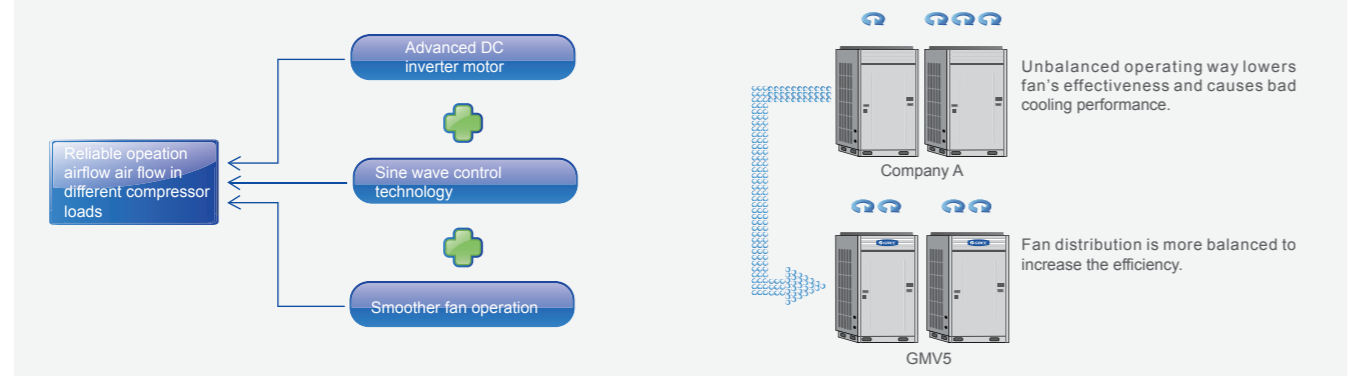 Advanced DC
inverter motor
Reliable opeation
airflow air flow in
different compressor
loads
Sine wave control
technology
Smoother fan operation
Unbalanced operating way lowers
fan's effectiveness and causes bad
cooling performance.
Company A
GREE
GREE
Fan distribution is more balanced to
increase the efficiency.
GMV5